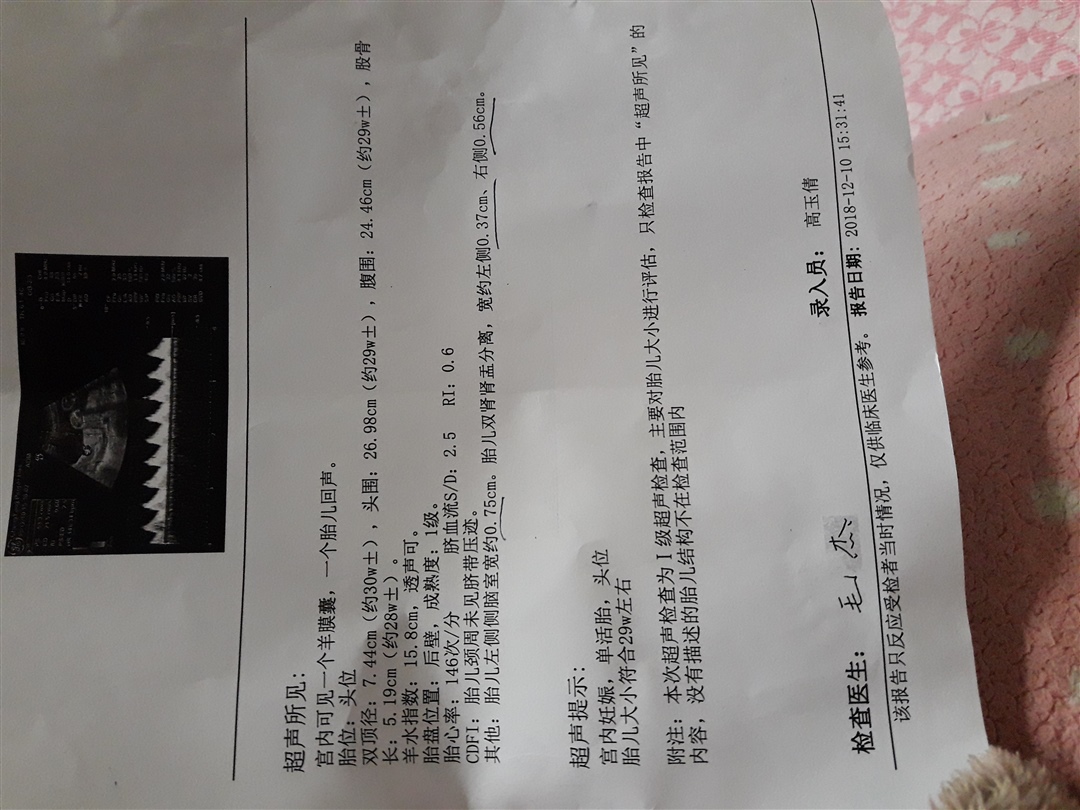 超声所见:
宫内可见一个羊膜囊，一个胎儿回声。
胎位: 头位
双顶径: 7.44cm (约30w±) , 头围: 26.98cm (约29w±) , 腹围: 24.46cm (约29w±) , 股骨
长: 5.19cm (约28w±) 。
羊水指数: 15.8cm, 透声可。
胎盘位置: 后壁, 成熟度: 1级。
胎心率: 146次/分 脐血流S/D: 2.5 RI: 0.6
CDFI: 胎儿颈周未见脐带压迹。
其他: 胎儿左侧侧脑室宽约0.75cm。胎儿双肾肾盂分离, 宽约左侧0.37cm、右侧0.56cm。
超声提示:
宫内妊娠, 单活胎, 头位
胎儿大小符合29w左右
附注: 本次超声检查为Ⅰ级超声检查, 主要对胎儿大小进行评估, 只检查报告中“超声所见”的
内容, 没有描述的胎儿结构不在检查范围内
检查医生: 毛杰 录入员: 高玉倩
该报告只反应受检者当时情况, 仅供临床医生参考。 报告日期: 2018-12-10 15:31:41